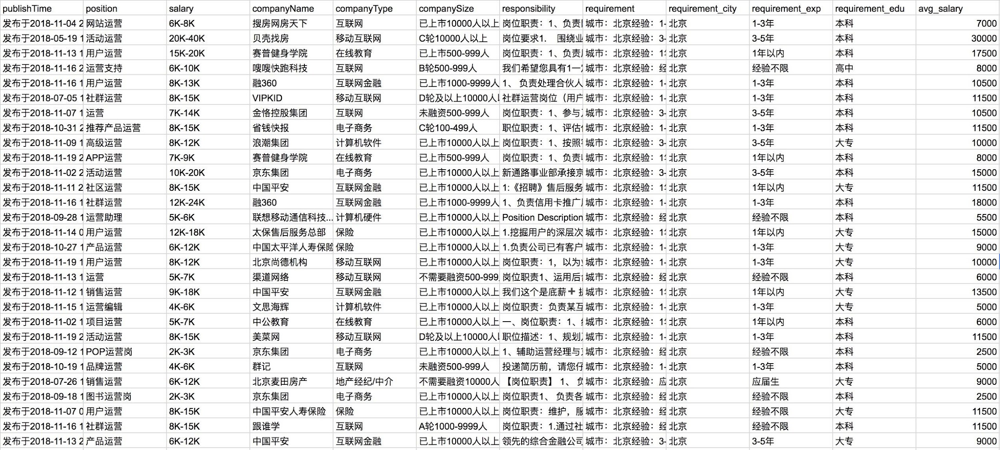 publishTime position salary companyName companyType companySize responsibility requirement requirement_city requirement_exp requirement_edu avg_salary
发布于2018-11-04 2 网站运营 6K-8K 搜房网房天下 互联网 已上市10000人以上 岗位职责：1、负责 城市：北京经验：1- 北京 1-3年 本科 7000
发布于2018-05-19 1 活动运营 20K-40K 贝壳找房 移动互联网 C轮10000人以上 岗位要求1. 围绕业 城市：北京经验：3- 北京 3-5年 本科 30000
发布于2018-11-13 1 用户运营 15K-20K 赛普健身学院 在线教育 已上市500-999人 岗位职责：1、负责 城市：北京经验：1 北京 1年以内 本科 17500
发布于2018-11-16 2 运营支持 6K-10K 嗖嗖快跑科技 互联网 B轮500-999人 我们希望您具有1一 城市：北京经验：经 北京 经验不限 高中 8000
发布于2018-11-16 1 用户运营 8K-13K 融360 互联网金融 已上市1000-9999人 1、 负责处理合伙人 城市：北京经验：1- 北京 1-3年 本科 10500
发布于2018-07-05 1 社群运营 8K-15K VIPKID 移动互联网 D轮及以上10000人 社群运营岗位（用户 城市：北京经验：1- 北京 1-3年 本科 11500
发布于2018-11-07 1 运营 7K-14K 金恪控股集团 互联网 未融资500-999人 岗位职责：1、参与 城市：北京经验：3- 北京 3-5年 本科 10500
发布于2018-10-31 2 推荐产品运营 8K-15K 省钱快报 电子商务 C轮100-499人 职位职责：1、评估 城市：北京经验：1- 北京 1-3年 本科 11500
发布于2018-11-09 1 高级运营 8K-12K 浪潮集团 计算机软件 已上市10000人以上 岗位职责：1、按照 城市：北京经验：3- 北京 3-5年 大专 10000
发布于2018-11-19 2 APP运营 7K-9K 赛普健身学院 在线教育 已上市500-999人 岗位职责：1、负责 城市：北京经验：1 北京 1年以内 本科 8000
发布于2018-11-02 2 活动运营 10K-20K 京东集团 电子商务 已上市10000人以上 新通路事业部承接京 城市：北京经验：3- 北京 3-5年 本科 15000
发布于2018-11-11 2 社区运营 8K-15K 中国平安 互联网金融 已上市10000人以上 1:《招聘》售后服务 城市：北京经验：1 北京 1年以内 大专 11500
发布于2018-11-16 1 社群运营 12K-24K 融360 互联网金融 已上市1000-9999人 1、负责信用卡推广 城市：北京经验：1- 北京 1-3年 本科 18000
发布于2018-09-28 1 运营助理 5K-6K 联想移动通信科技... 计算机硬件 已上市10000人以上 Position Description 城市：北京经验：经 北京 经验不限 本科 5500
发布于2018-11-14 0 用户运营 12K-18K 太保售后服务总部 保险 已上市10000人以上 1.挖掘用户的深层次 城市：北京经验：1 北京 1年以内 大专 15000
发布于2018-10-27 1 产品运营 6K-12K 中国太平洋人寿保险 保险 已上市10000人以上 1.负责公司已有客户 城市：北京经验：1- 北京 1-3年 大专 9000
发布于2018-11-19 1 用户运营 8K-12K 北京尚德机构 移动互联网 已上市10000人以上 岗位职责：1，以为 城市：北京经验：1- 北京 1-3年 大专 10000
发布于2018-11-13 1 运营 5K-7K 渠道网络 移动互联网 不需要融资500-999 岗位职责1、运用后 城市：北京经验：经 北京 经验不限 本科 6000
发布于2018-11-12 1 销售运营 9K-18K 中国平安 互联网金融 已上市10000人以上 我们这个是底薪➕ 城市：北京经验：1 北京 1年以内 大专 13500
发布于2018-11-15 1 运营编辑 4K-6K 文思海辉 计算机软件 已上市10000人以上 岗位职责：负责某互 城市：北京经验：1- 北京 1-3年 大专 5000
发布于2018-11-02 1 项目运营 5K-7K 中公教育 在线教育 已上市10000人以上 一、岗位职责：1、 城市：北京经验：1 北京 1年以内 本科 6000
发布于2018-11-19 2 活动运营 8K-15K 美菜网 移动互联网 D轮及以上10000人 职位描述：1、规划 城市：北京经验：1- 北京 1-3年 本科 11500
发布于2018-09-12 1 POP运营岗 2K-3K 京东集团 电子商务 已上市10000人以上 1、辅助运营经理与 城市：北京经验：经 北京 经验不限 本科 2500
发布于2018-10-19 1 品牌运营 4K-6K 群记 互联网 未融资500-999人 投递简历前，请您仔 城市：北京经验：1- 北京 1-3年 本科 5000
发布于2018-07-26 1 销售运营 6K-12K 北京麦田房产 地产经纪/中介 不需要融资10000人 【岗位职责】 1、 负 城市：北京经验：应 北京 应届生 大专 9000
发布于2018-09-18 1 图书运营岗 2K-3K 京东集团 电子商务 已上市10000人以上 岗位职责1、 负责各 城市：北京经验：经 北京 经验不限 本科 2500
发布于2018-11-07 0 用户运营 8K-15K 中国平安人寿保险 保险 已上市10000人以上 岗位职责：维护，服 城市：北京经验：经 北京 经验不限 大专 11500
发布于2018-11-16 1 社群运营 8K-15K 跟谁学 互联网 A轮1000-9999人 岗位职责：1.通过社 城市：北京经验：经 北京 经验不限 本科 11500
发布于2018-11-13 2 产品运营 6K-12K 中国平安 互联网金融 已上市10000人以上 领先的综合金融公司 城市：北京经验：3- 北京 3-5年 大专 9000